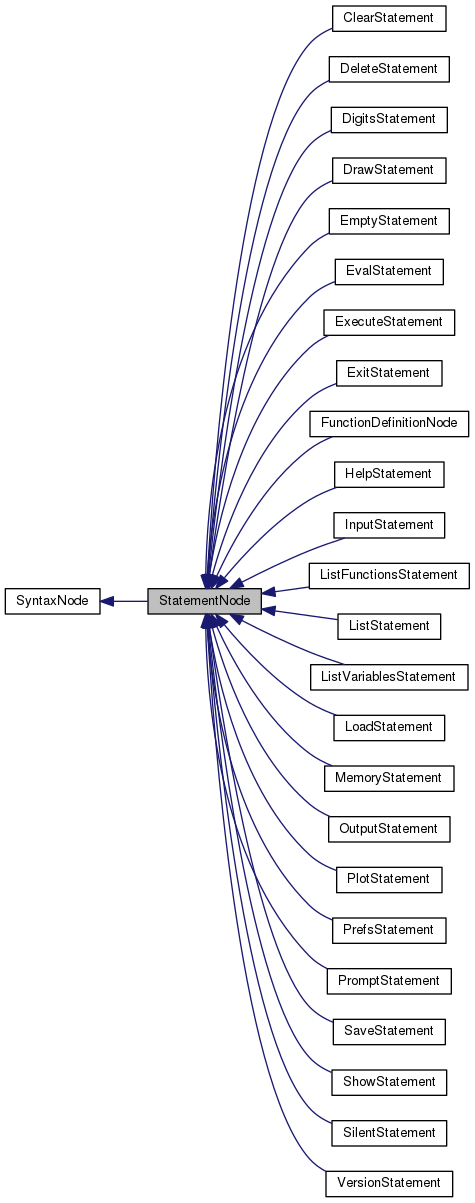 ClearStatement
DeleteStatement
DigitsStatement
DrawStatement
EmptyStatement
EvalStatement
ExecuteStatement
ExitStatement
FunctionDefinitionNode
HelpStatement
InputStatement
ListFunctionsStatement
SyntaxNode
StatementNode
ListStatement
ListVariablesStatement
LoadStatement
MemoryStatement
OutputStatement
PlotStatement
PrefsStatement
PromptStatement
SaveStatement
ShowStatement
SilentStatement
VersionStatement